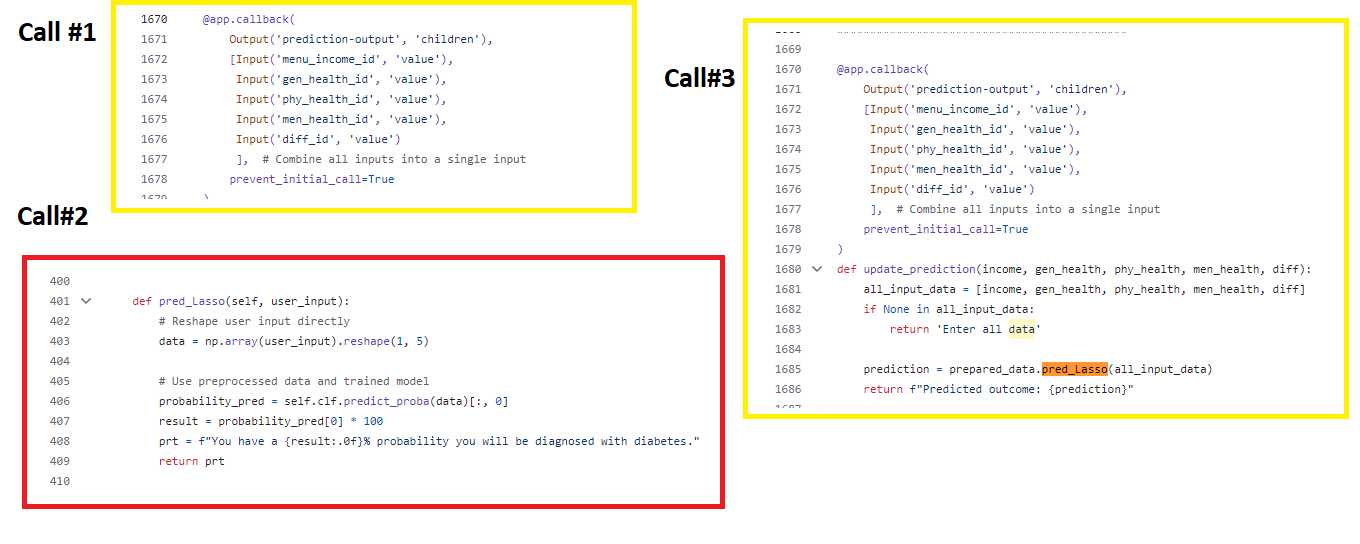 Call #1
1670 @app.callback(
1671 Output('prediction-output', 'children'),
1672 [Input('menu_income_id', 'value'),
1673 Input('gen_health_id', 'value'),
1674 Input('phy_health_id', 'value'),
1675 Input('men_health_id', 'value'),
1676 Input('diff_id', 'value')
1677 ],  # Combine all inputs into a single input
1678 prevent_initial_call=True
1679 )
Call#2
400
401 def pred_Lasso(self, user_input):
402 # Reshape user input directly
403 data = np.array(user_input).reshape(1, 5)
404
405 # Use preprocessed data and trained model
406 probability_pred = self.clf.predict_proba(data)[:, 0]
407 result = probability_pred[0] * 100
408 prt = f"You have a {result:.0f}% probability you will be diagnosed with diabetes."
409 return prt
410
Call#3
1669
1670 @app.callback(
1671 Output('prediction-output', 'children'),
1672 [Input('menu_income_id', 'value'),
1673 Input('gen_health_id', 'value'),
1674 Input('phy_health_id', 'value'),
1675 Input('men_health_id', 'value'),
1676 Input('diff_id', 'value')
1677 ],  # Combine all inputs into a single input
1678 prevent_initial_call=True
1679 )
1680 def update_prediction(income, gen_health, phy_health, men_health, diff):
1681 all_input_data = [income, gen_health, phy_health, men_health, diff]
1682 if None in all_input_data:
1683 return 'Enter all data'
1684
1685 prediction = prepared_data.pred_Lasso(all_input_data)
1686 return f"Predicted outcome: {prediction}"